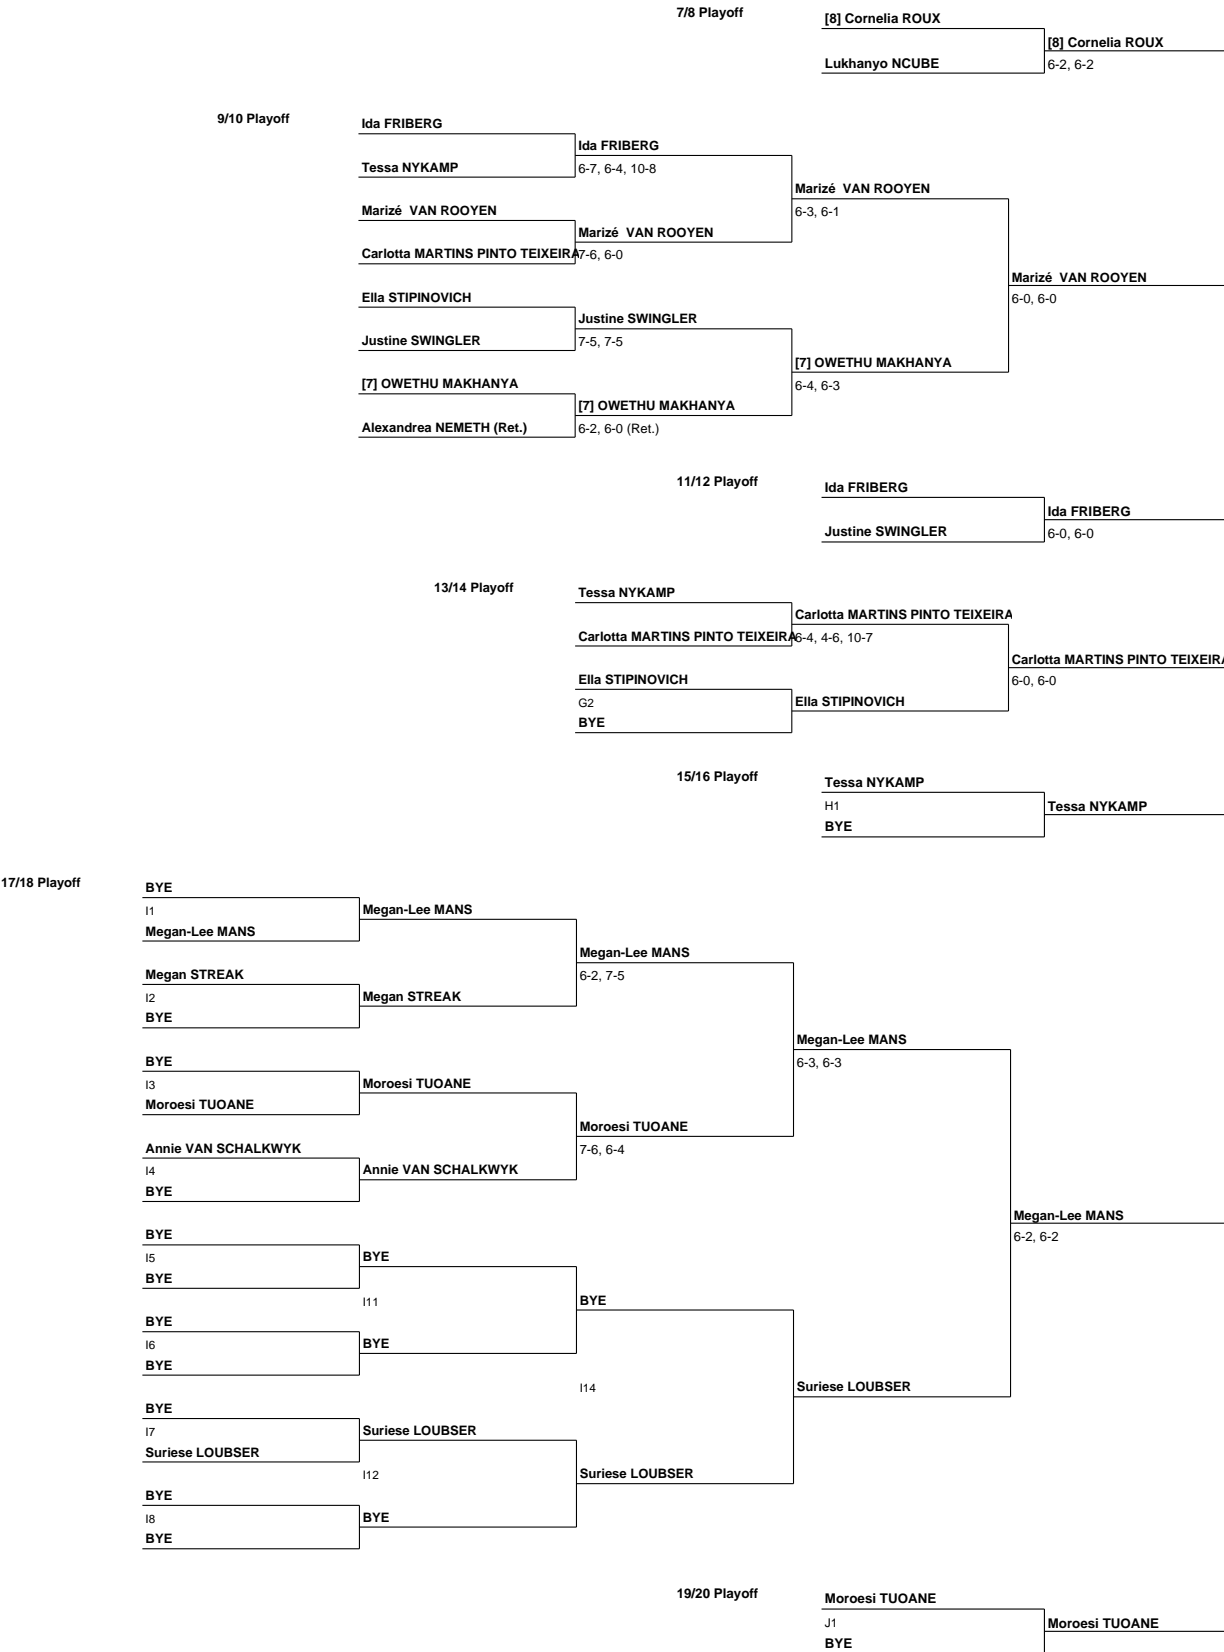 7/8 Playoff
[8] Cornelia ROUX
[8] Cornelia ROUX
Lukhanyo NCUBE
6-2, 6-2
9/10 Playoff
Ida FRIBERG
Ida FRIBERG
Tessa NYKAMP
6-7, 6-4, 10-8
Marizé  VAN ROOYEN
6-3, 6-1
Marizé  VAN ROOYEN
Marizé  VAN ROOYEN
Carlotta MARTINS PINTO TEIXEIRA
7-6, 6-0
Marizé  VAN ROOYEN
6-0, 6-0
Ella STIPINOVICH
Justine SWINGLER
Justine SWINGLER
7-5, 7-5
[7] OWETHU MAKHANYA
6-4, 6-3
[7] OWETHU MAKHANYA
[7] OWETHU MAKHANYA
Alexandrea NEMETH (Ret.)
6-2, 6-0 (Ret.)
11/12 Playoff
Ida FRIBERG
Ida FRIBERG
Justine SWINGLER
6-0, 6-0
13/14 Playoff
Tessa NYKAMP
Carlotta MARTINS PINTO TEIXEIRA
Carlotta MARTINS PINTO TEIXEIRA
6-4, 4-6, 10-7
Carlotta MARTINS PINTO TEIXEIRA
6-0, 6-0
Ella STIPINOVICH
G2
Ella STIPINOVICH
BYE
15/16 Playoff
Tessa NYKAMP
H1
Tessa NYKAMP
BYE
17/18 Playoff
BYE
I1
Megan-Lee MANS
Megan-Lee MANS
Megan-Lee MANS
6-2, 7-5
Megan STREAK
I2
Megan STREAK
BYE
Megan-Lee MANS
6-3, 6-3
BYE
I3
Moroesi TUOANE
Moroesi TUOANE
Moroesi TUOANE
7-6, 6-4
Annie VAN SCHALKWYK
I4
Annie VAN SCHALKWYK
BYE
Megan-Lee MANS
6-2, 6-2
BYE
I5
BYE
BYE
I11
BYE
BYE
I6
BYE
BYE
I14
Suriese LOUBSER
BYE
I7
Suriese LOUBSER
Suriese LOUBSER
I12
Suriese LOUBSER
BYE
I8
BYE
BYE
19/20 Playoff
Moroesi TUOANE
J1
Moroesi TUOANE
BYE